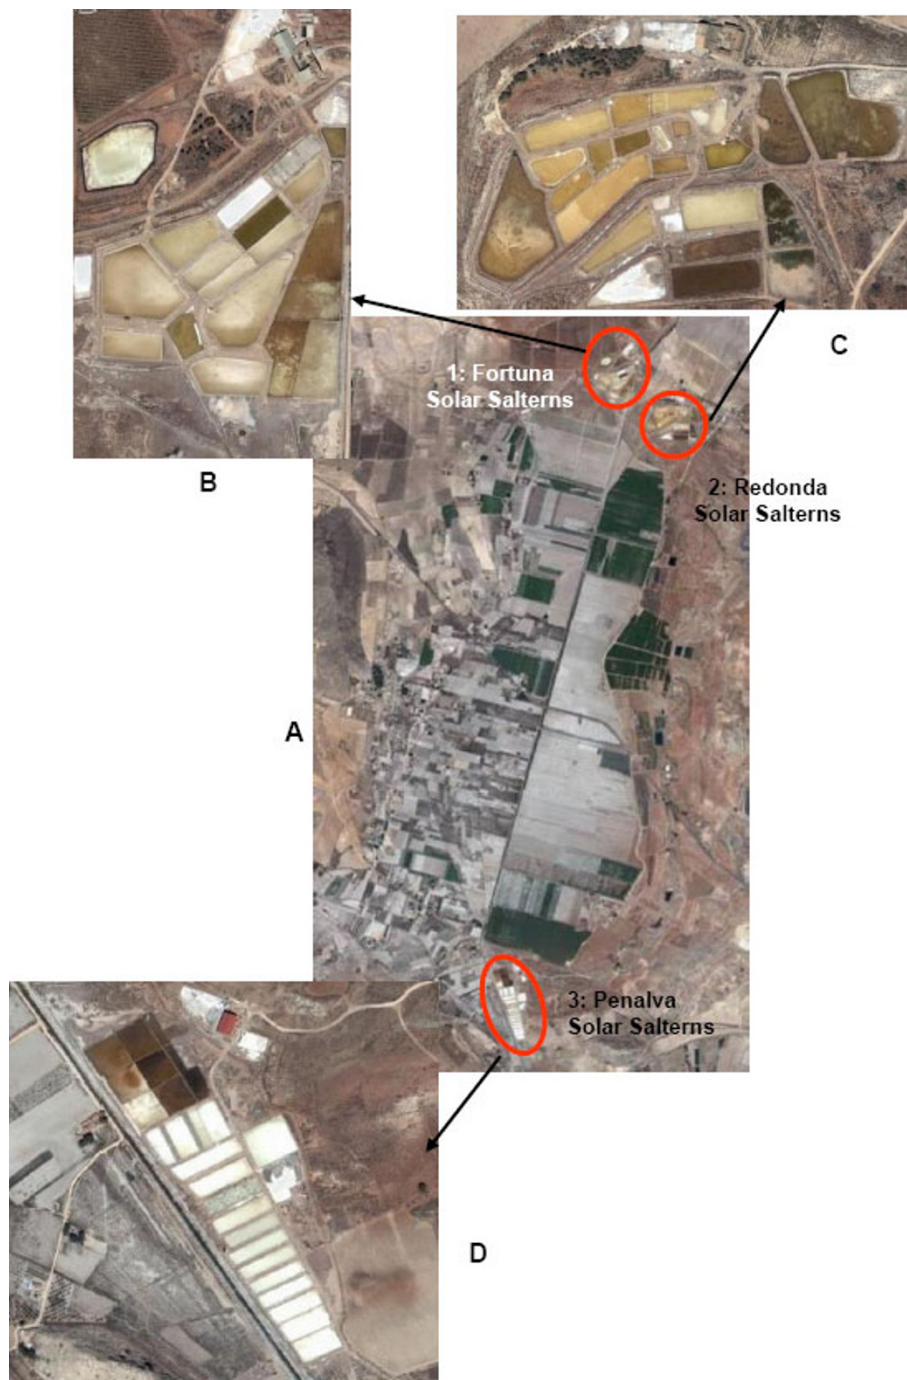 C
1: Fortuna
Solar Salterns
B
2: Redonda
Solar Salterns
A
3: Penalva
Solar Salterns
D